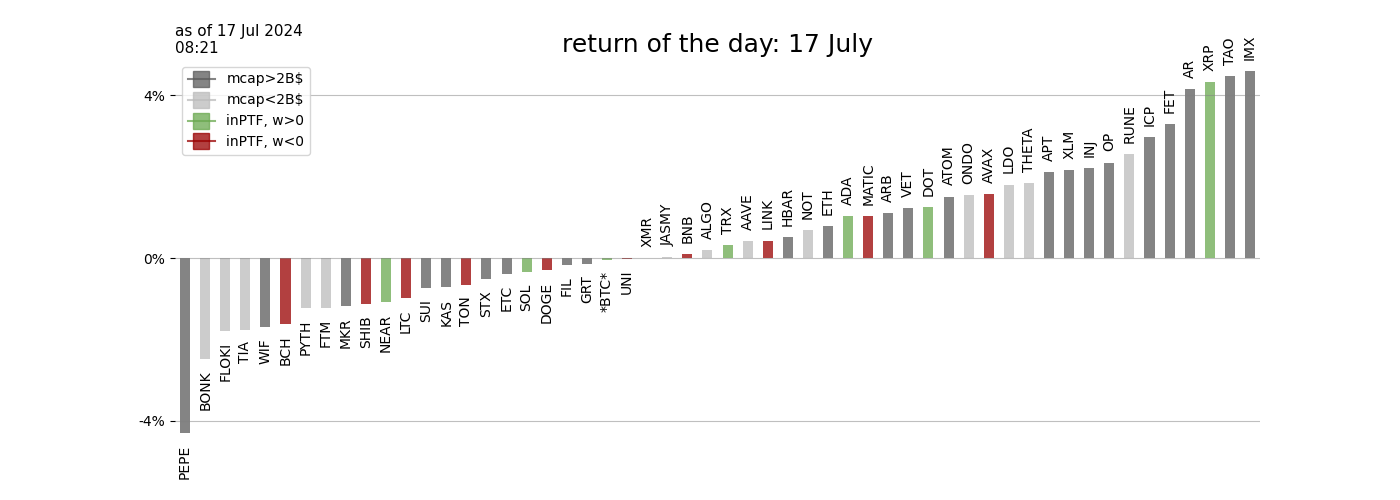 as of 17 Jul 2024
08:21
return of the day: 17 July
mcap>2B$
mcap<2B$
inPTF, w>0
inPTF, w<0
4%
0%
-4%
PEPE
BONK
FLOKI
TIA
WIF
BCH
PYTH
FTM
MKR
SHIB
NEAR
LTC
SUI
KAS
TON
STX
ETC
SOL
DOGE
FIL
GRT
*BTC*
UNI
XMR
JASMY
BNB
ALGO
TRX
AAVE
LINK
HBAR
NOT
ETH
ADA
MATIC
ARB
VET
DOT
ATOM
ONDO
AVAX
LDO
THETA
APT
XLM
INJ
OP
RUNE
ICP
FET
AR
XRP
TAO
IMX